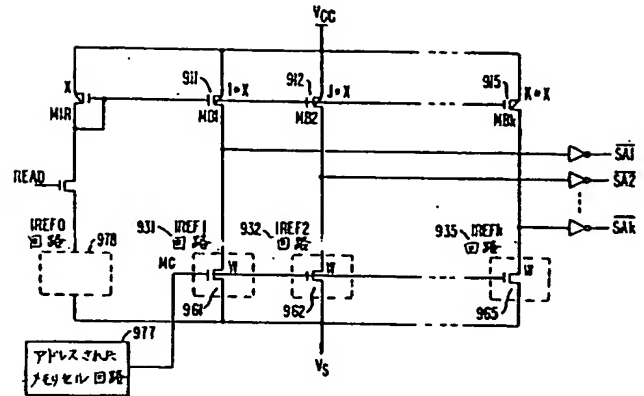 VCC
X
911
I*X
912
J*X
915
K*X
M1R
MB1
MB2
MBk
SA1
SA2
SAk
READ
IREF0
回路
978
931
IREF1
回路
932
IREF2
回路
935
IREFk
回路
MC
W
W
W
961
962
965
977
アドレスされた
メモリセル回路
VS